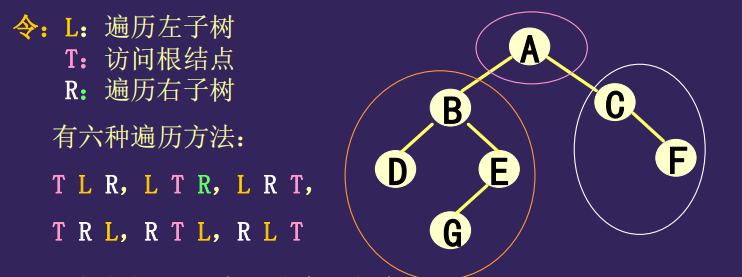 令：L：遍历左子树
T：访问根结点
R：遍历右子树
有六种遍历方法：
T L R，L T R，L R T，
T R L，R T L，R L T
A
B
C
D
E
F
G